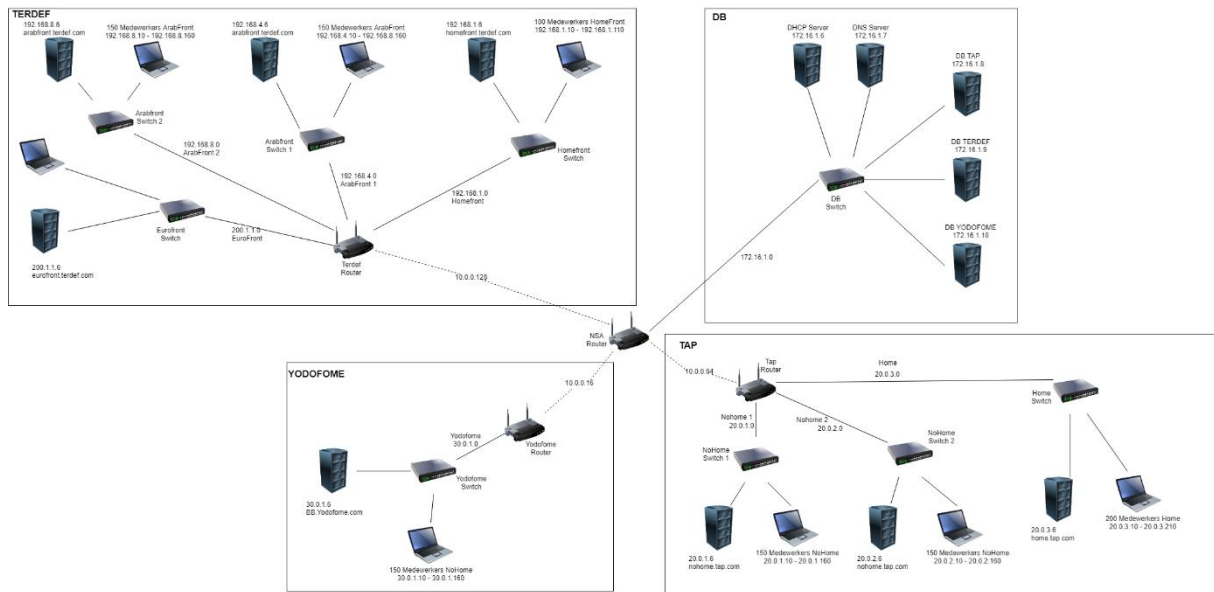 TERDEF
192.168.8.6
arabfront.terdef.com
150 Medewerkers ArabFront
192.168.8.10 - 192.168.8.160
192.168.4.6
arabfront.terdef.com
150 Medewerkers ArabFront
192.168.4.10 - 192.168.8.160
192.168.1.6
homefront.terdef.com
100 Medewerkers HomeFront
192.168.1.10 - 192.168.1.110
Arabfront
Switch 2
Arabfront
Switch 1
Homefront
Switch
192.168.8.0
ArabFront 2
192.168.4.0
ArabFront 1
192.168.1.0
Homefront
Eurofront
Switch
200.1.1.0
EuroFront
200.1.1.6
eurofront.terdef.com
Terdef
Router
10.0.0.128
DB
DHCP Server
172.16.1.6
DNS Server
172.16.1.7
DB TAP
172.16.1.8
DB TERDEF
172.16.1.9
DB
Switch
DB YODOFOME
172.16.1.10
172.16.1.0
NSA
Router
YODOFOME
10.0.0.16
Yodofome
30.0.1.0
Yodofome
Router
Yodofome
Switch
30.0.1.6
BB.Yodofome.com
150 Medewerkers NoHome
30.0.1.10 - 30.0.1.160
TAP
10.0.0.64
Tap
Router
Home
20.0.3.0
Home
Switch
Nohome 1
20.0.1.0
Nohome 2
20.0.2.0
NoHome
Switch 1
NoHome
Switch 2
20.0.1.6
nohome.tap.com
150 Medewerkers NoHome
20.0.1.10 - 20.0.1.160
20.0.2.6
nohome.tap.com
150 Medewerkers NoHome
20.0.2.10 - 20.0.2.160
20.0.3.6
home.tap.com
200 Medewerkers Home
20.0.3.10 - 20.0.3.210